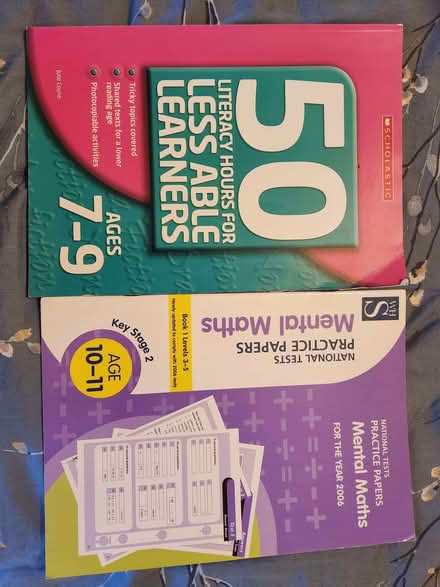 SCHOLASTIC
50
LITERACY HOURS FOR
LESS ABLE
LEARNERS
Tricky topics covered
Shared texts for a lower
reading age
Photocopiable activities
AGES
7-9
WHS
NATIONAL TESTS
PRACTICE PAPERS
Mental Maths
Book 1 Levels 3-5
Key Stage 2
AGE
10-11
NATIONAL TESTS
PRACTICE PAPERS
Mental Maths
FOR THE YEAR 2006